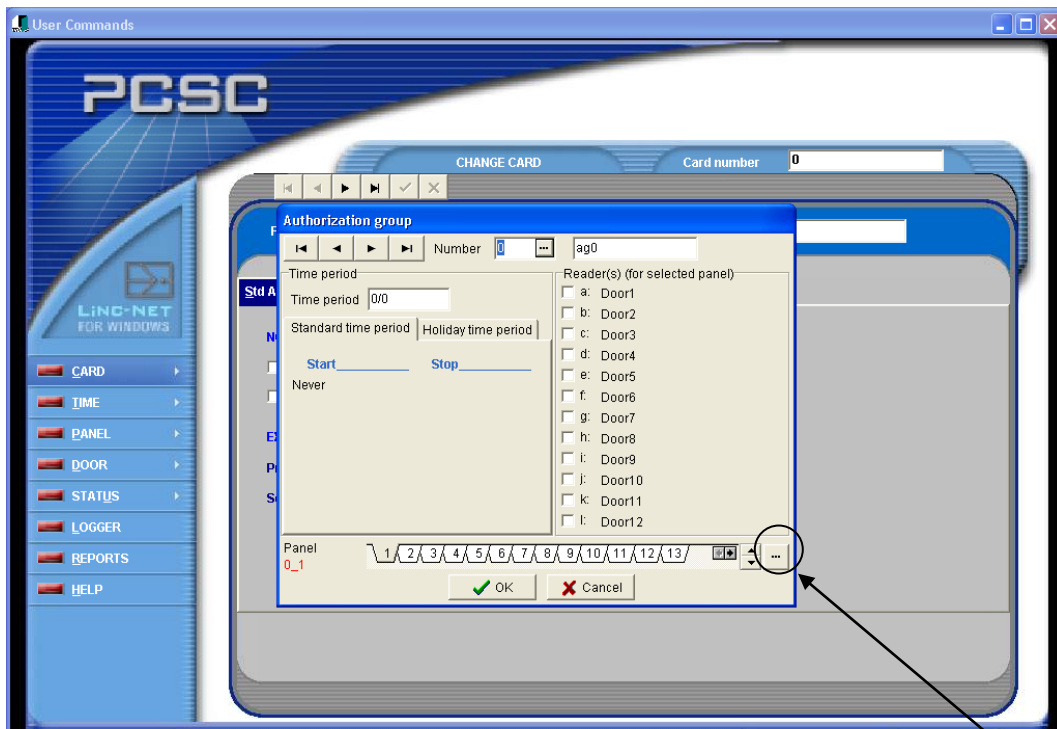 User Commands
PCSC
CHANGE CARD
Card number
0
Authorization group
Number 0 ... ag0
Time period
Time period 0/0
Standard time period
Holiday time period
Start
Stop
Never
Reader(s) (for selected panel)
a: Door1
b: Door2
c: Door3
d: Door4
e: Door5
f: Door6
g: Door7
h: Door8
i: Door9
j: Door10
k: Door11
l: Door12
Panel
0_1
1 2 3 4 5 6 7 8 9 10 11 12 13
...
OK
Cancel
Std A
LiNC-NET
FOR WINDOWS
CARD
TIME
PANEL
DOOR
STATUS
LOGGER
REPORTS
HELP